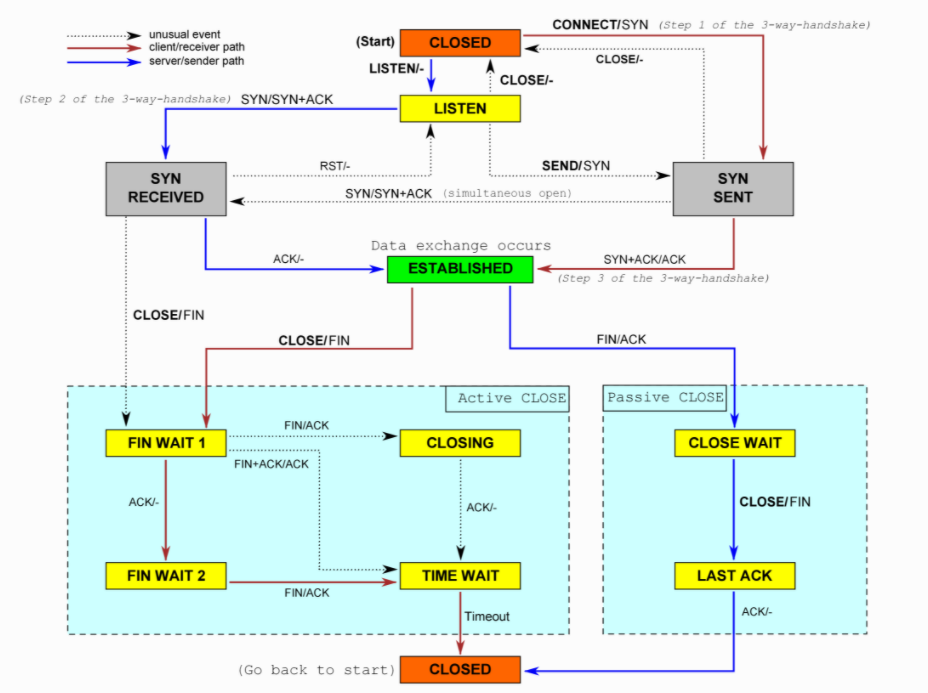 unusual event
client/receiver path
server/sender path
(Start)
CLOSED
CONNECT/SYN (Step 1 of the 3-way-handshake)
CLOSE/-
LISTEN/-
CLOSE/-
(Step 2 of the 3-way-handshake) SYN/SYN+ACK
LISTEN
RST/-
SEND/SYN
SYN
RECEIVED
SYN
SENT
SYN/SYN+ACK (simultaneous open)
Data exchange occurs
ACK/-
ESTABLISHED
SYN+ACK/ACK
(Step 3 of the 3-way-handshake)
CLOSE/FIN
CLOSE/FIN
FIN/ACK
Active CLOSE
Passive CLOSE
FIN WAIT 1
FIN/ACK
CLOSING
CLOSE WAIT
FIN+ACK/ACK
ACK/-
ACK/-
CLOSE/FIN
FIN WAIT 2
FIN/ACK
TIME WAIT
LAST ACK
Timeout
ACK/-
(Go back to start)
CLOSED